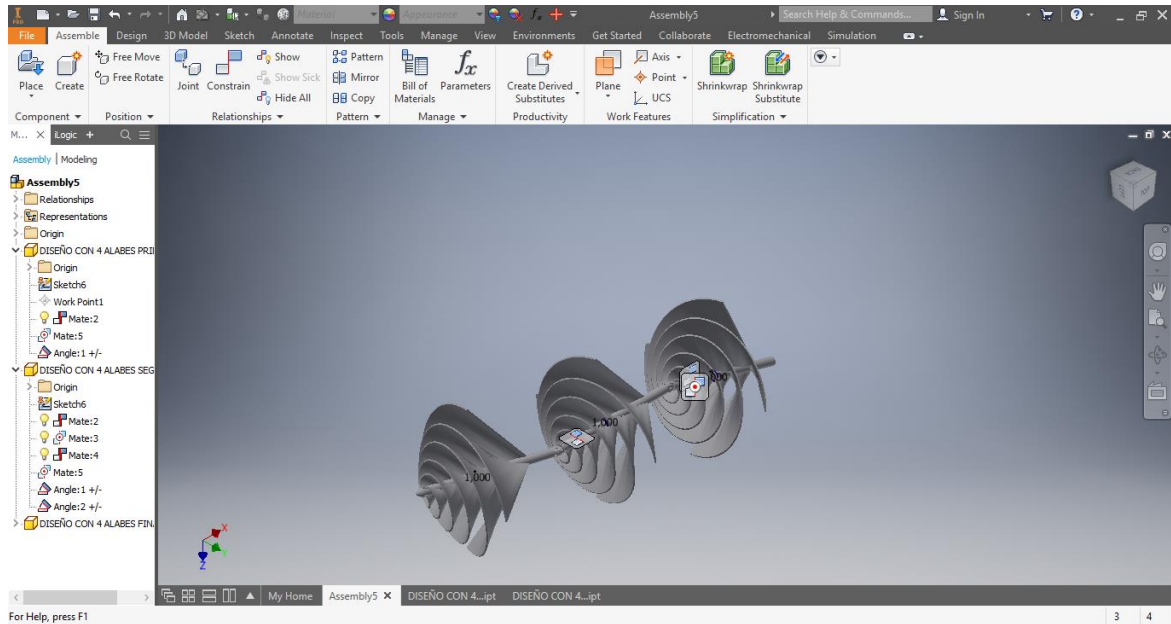 PRO
Material
Appearance
Assembly5
Search Help & Commands...
Sign In
File Assemble Design 3D Model Sketch Annotate Inspect Tools Manage View Environments Get Started Collaborate Electromechanical Simulation
Place
Create
Free Move
Free Rotate
Joint
Constrain
Show
Show Sick
Hide All
Pattern
Mirror
Copy
Bill of
Materials
Parameters
Create Derived
Substitutes
Plane
Axis
Point
UCS
Shrinkwrap
Shrinkwrap
Substitute
Component Position Relationships Pattern Manage Productivity Work Features Simplification
M... iLogic
Assembly | Modeling
Assembly5
Relationships
Representations
Origin
DISEÑO CON 4 ALABES PRI
Origin
Sketch6
Work Point1
Mate:2
Mate:5
Angle:1 +/-
DISEÑO CON 4 ALABES SEG
Origin
Sketch6
Mate:2
Mate:3
Mate:4
Mate:5
Angle:1 +/-
Angle:2 +/-
DISEÑO CON 4 ALABES FIN
1,000
1,000
X
Y
Z
My Home Assembly5 DISEÑO CON 4...ipt DISEÑO CON 4...ipt
For Help, press F1
3 4